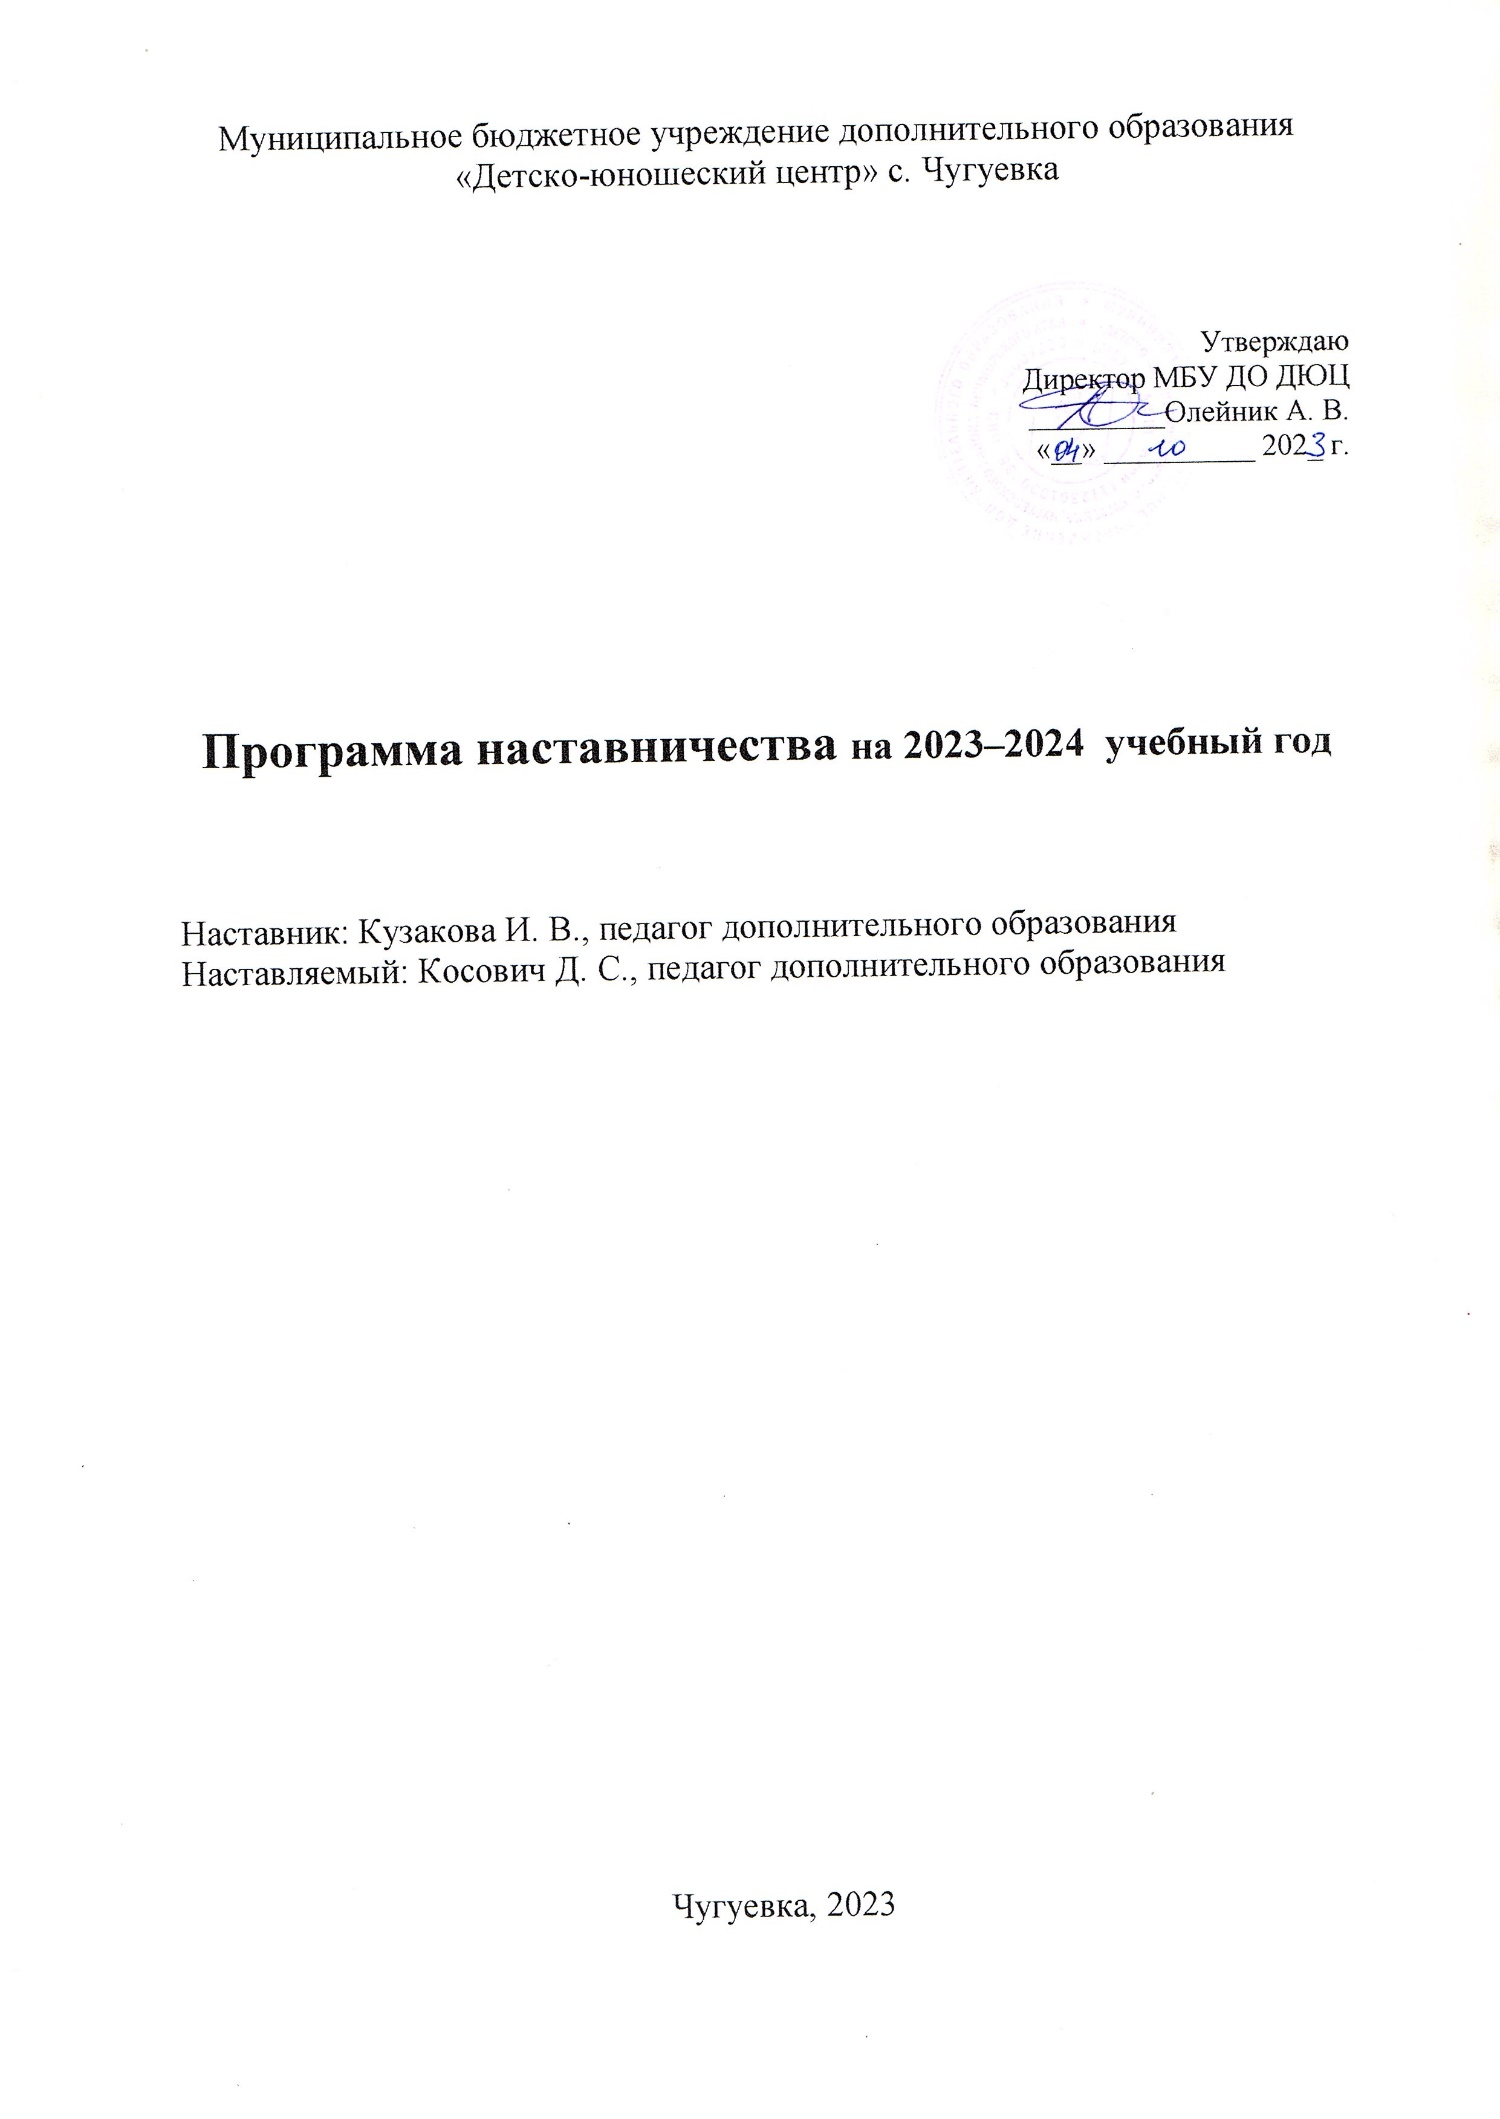 Муниципальное бюджетное учреждение дополнительного образования
«Детско-юношеский центр» с. Чугуевка
Утверждаю
Директор МБУ ДО ДЮЦ
Олейник А. В.
«04» 10 2023 г.
Программа наставничества на 2023–2024 учебный год
Наставник: Кузакова И. В., педагог дополнительного образования
Наставляемый: Косович Д. С., педагог дополнительного образования
Чугуевка, 2023